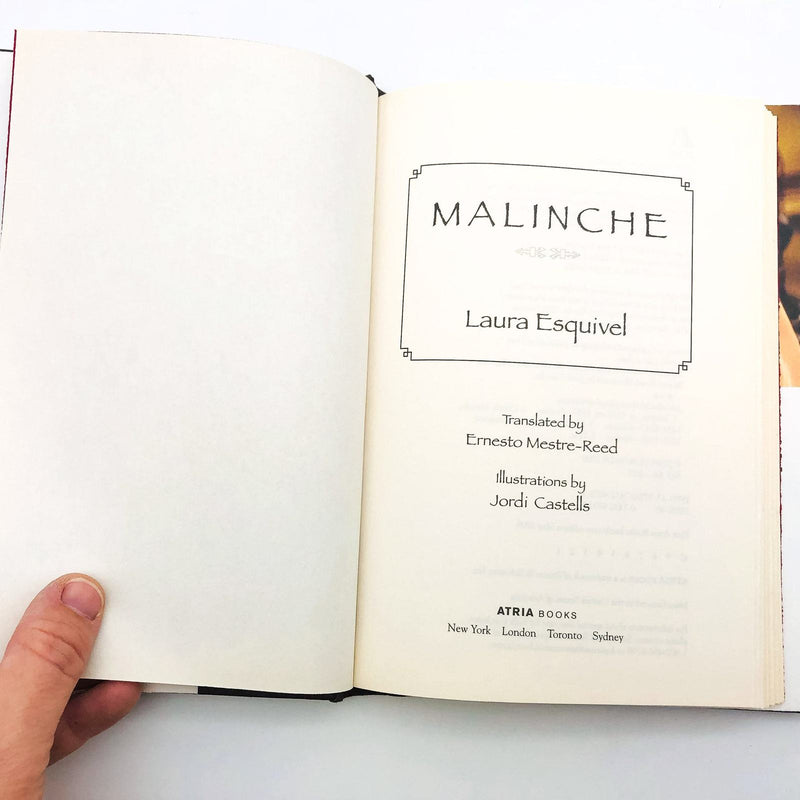 MALINCHE
Laura Esquivel
Translated by
Ernesto Mestre-Reed
Illustrations by
Jordi Castells
ATRIA BOOKS
New York London Toronto Sydney